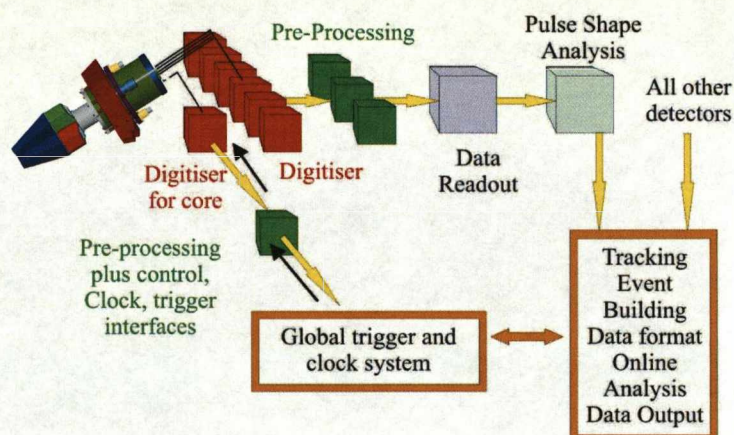 Pre-Processing
Pulse Shape
Analysis
All other
detectors
Digitiser
for core
Digitiser
Data
Readout
Pre-processing
plus control,
Clock, trigger
interfaces
Global trigger and
clock system
Tracking
Event
Building
Data format
Online
Analysis
Data Output